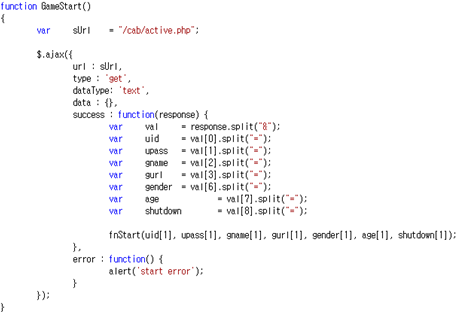 function GameStart()
{
var sUrl = "/cab/active.php";
$.ajax({
url : sUrl,
type : 'get',
dataType: 'text',
data : {},
success : function(response) {
var val = response.split("&");
var uid = val[0].split("=");
var upass = val[1].split("=");
var gname = val[2].split("=");
var gurl = val[3].split("=");
var gender = val[6].split("=");
var age = val[7].split("=");
var shutdown = val[8].split("=");
fnStart(uid[1], upass[1], gname[1], gurl[1], gender[1], age[1], shutdown[1]);
},
error : function() {
alert('start error');
}
});
}